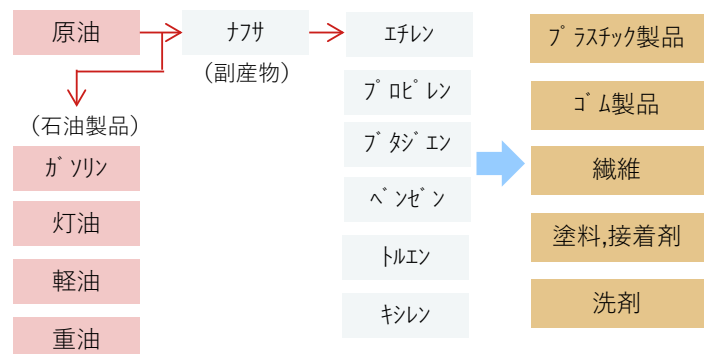 原油
ﾅﾌｻ
(副産物)
(石油製品)
ｶﾞｿﾘﾝ
灯油
軽油
重油
ｴﾁﾚﾝ
ﾌﾟﾛﾋﾟﾚﾝ
ﾌﾞﾀｼﾞｴﾝ
ﾍﾞﾝｾﾞﾝ
ﾄﾙｴﾝ
ｷｼﾚﾝ
ﾌﾟﾗｽﾁｯｸ製品
ｺﾞﾑ製品
繊維
塗料,接着剤
洗剤